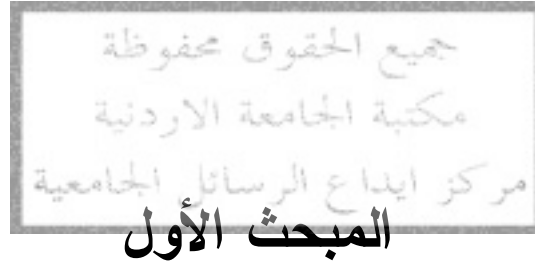 جميع الحقوق محفوظة
مكتبة الجامعة الاردنية
مركز ايداع الرسائل الجامعية
المبحث الأول